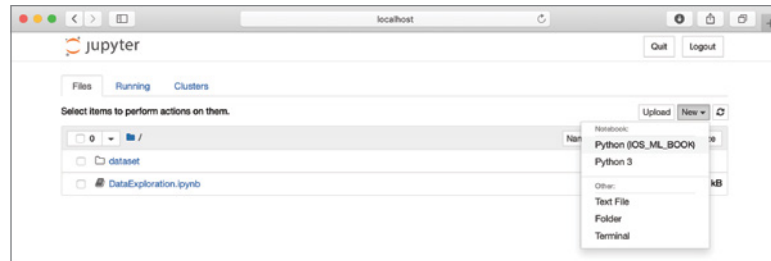 localhost
jupyter
Quit Logout
Files Running Clusters
Select items to perform actions on them.
Upload New
0 /
Notebook:
Python (IOS_ML_BOOK)
Python 3
dataset
DataExploration.ipynb
kB
Other:
Text File
Folder
Terminal